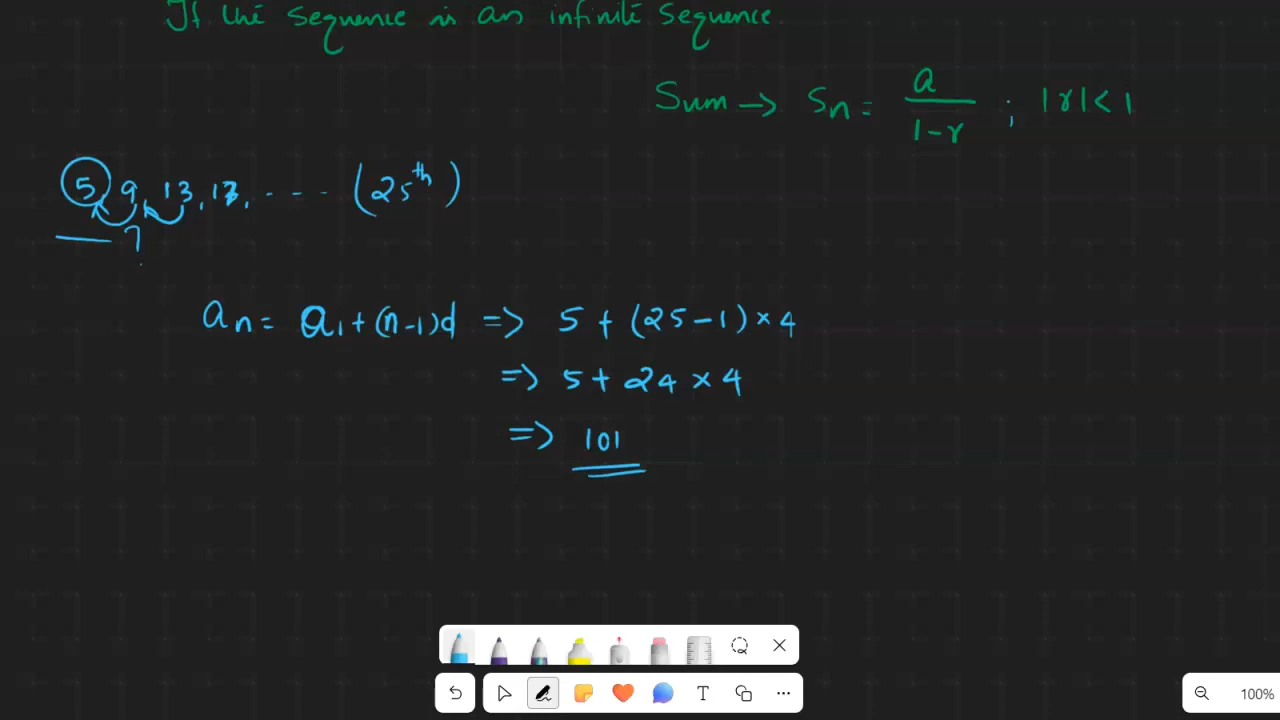 If the sequence is an infinite sequence.
Sum → Sn = a / 1-r ; |r| < 1
5, 9, 13, 17, ---- (25th)
?
an = a1 + (n-1)d => 5 + (25-1) × 4
=> 5 + 24 × 4
=> 101
T
100%